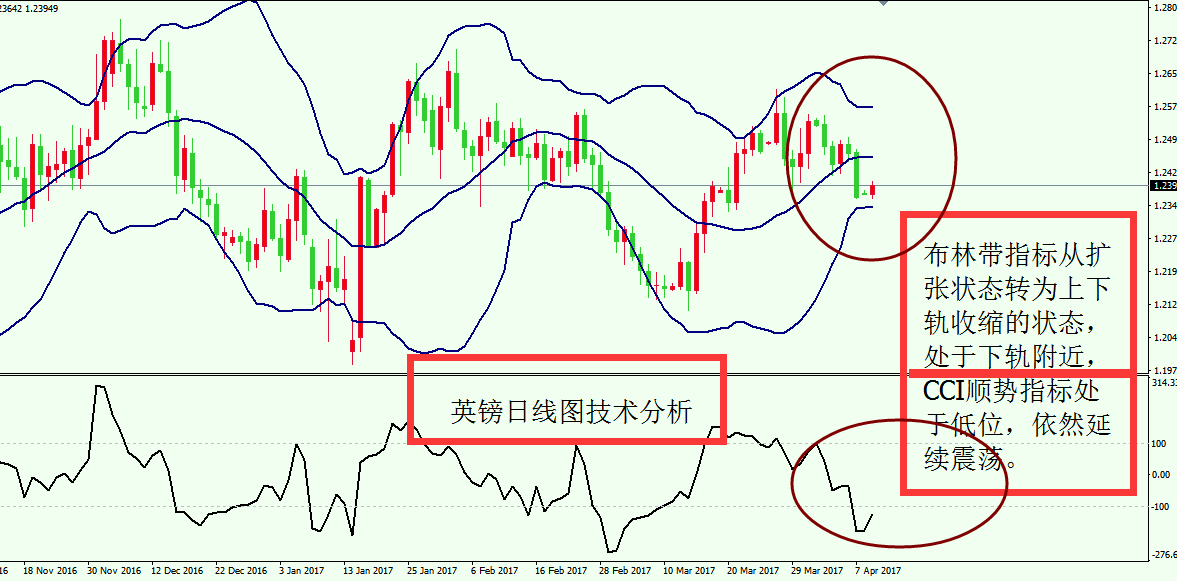 23642 1.23949
1.280
1.272
1.265
1.257
1.249
1.242
1.239
1.234
1.227
1.219
1.212
1.204
1.197
布林带指标从扩
张状态转为上下
轨收缩的状态，
处于下轨附近，
CCI顺势指标处
于低位，依然延
续震荡。
英镑日线图技术分析
314.33
100
0.00
-100
-276.6
16 18 Nov 2016 30 Nov 2016 12 Dec 2016 22 Dec 2016 3 Jan 2017 13 Jan 2017 25 Jan 2017 6 Feb 2017 16 Feb 2017 28 Feb 2017 10 Mar 2017 20 Mar 2017 29 Mar 2017 7 Apr 2017